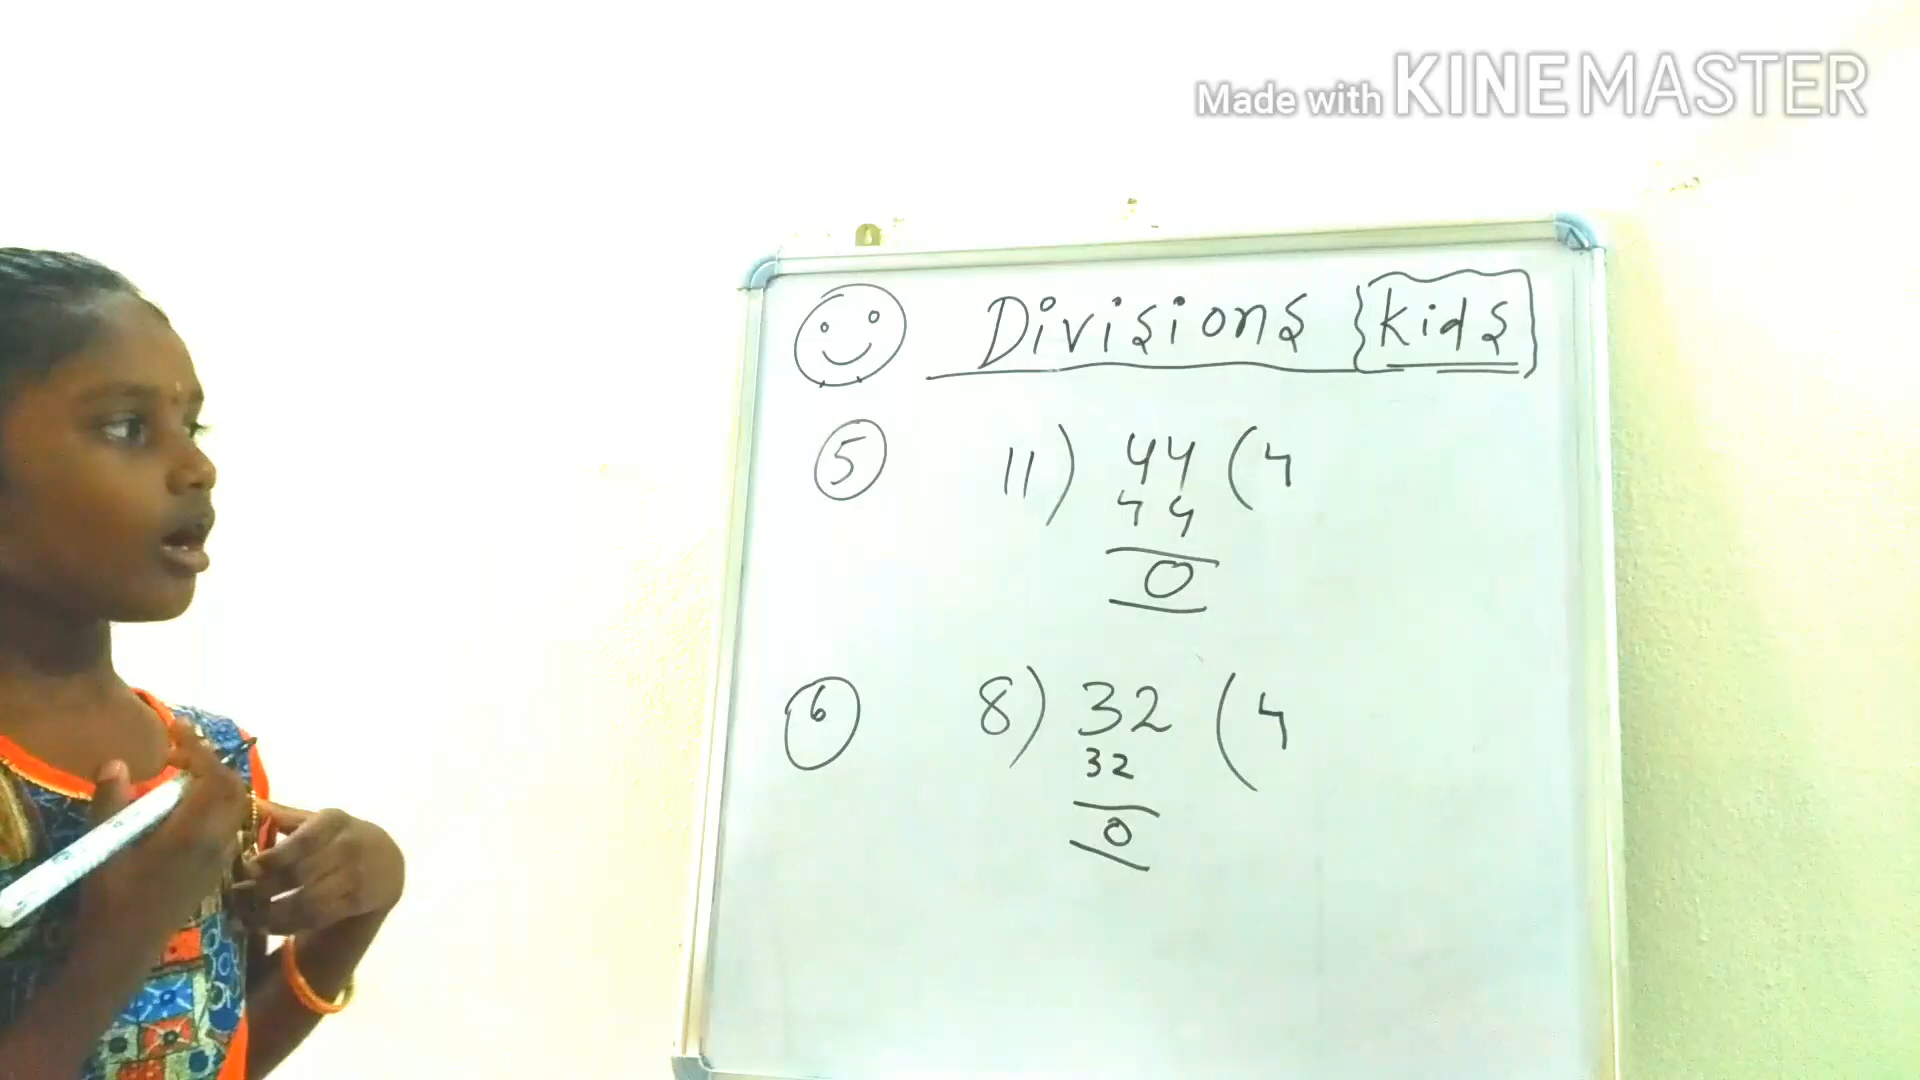 Made with KINEMASTER
Divisions {kids}
5 11) 44 (4
44
0
6 8) 32 (4
32
0